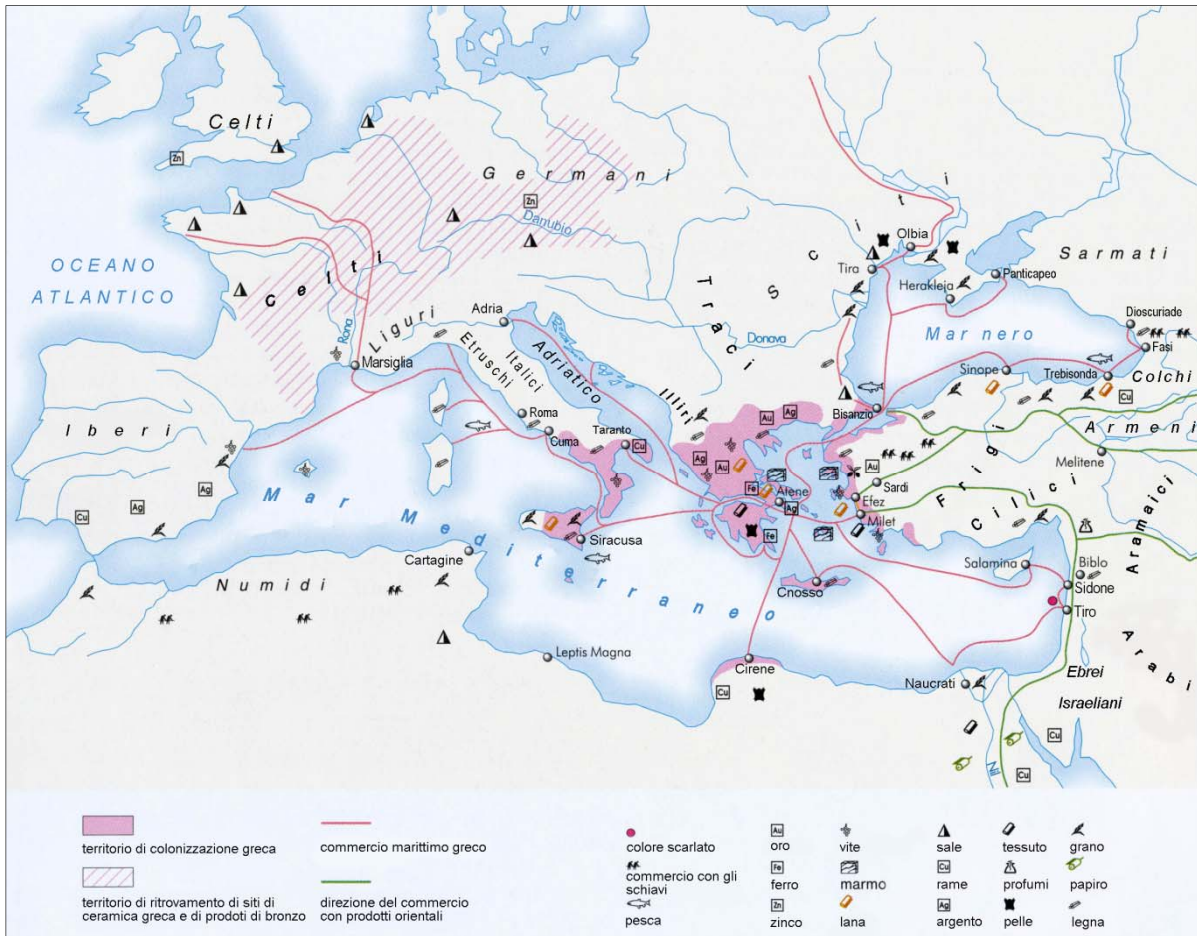 Celti
Zn
Germani
Zn
Danubio
OCEANO
ATLANTICO
Celti
Rona
Liguri
Marsiglia
Adria
Etruschi
Italici
Adriatico
Illiri
Traci
Sciti
Donava
Tira
Olbia
Herakleja
Panticapeo
Sarmati
Mar nero
Dioscuriade
Fasi
Sinope
Trebisonda
Colchi
Cu
Bisanzio
Armeni
Melitene
Iberi
Ag
Ag
Cu
Roma
Cuma
Taranto
Cu
Au
Ag
Ag
Au
Fe
Atene
Ag
Fe
Au
Sardi
Efez
Milet
Frigi
Cilici
Aramaici
Mar Mediterraneo
Siracusa
Cartagine
Numidi
Cnosso
Salamina
Biblo
Sidone
Tiro
Arabi
Leptis Magna
Cirene
Cu
Naucrati
Ebrei
Israeliani
Cu
Nil
Cu
territorio di colonizzazione greca
commercio marittimo greco
territorio di ritrovamento di siti di
ceramica greca e di prodoti di bronzo
direzione del commercio
con prodotti orientali
colore scarlato
commercio con gli
schiavi
pesca
Au
oro
Fe
ferro
Zn
zinco
vite
marmo
lana
sale
Cu
rame
Ag
argento
tessuto
profumi
pelle
grano
papiro
legna